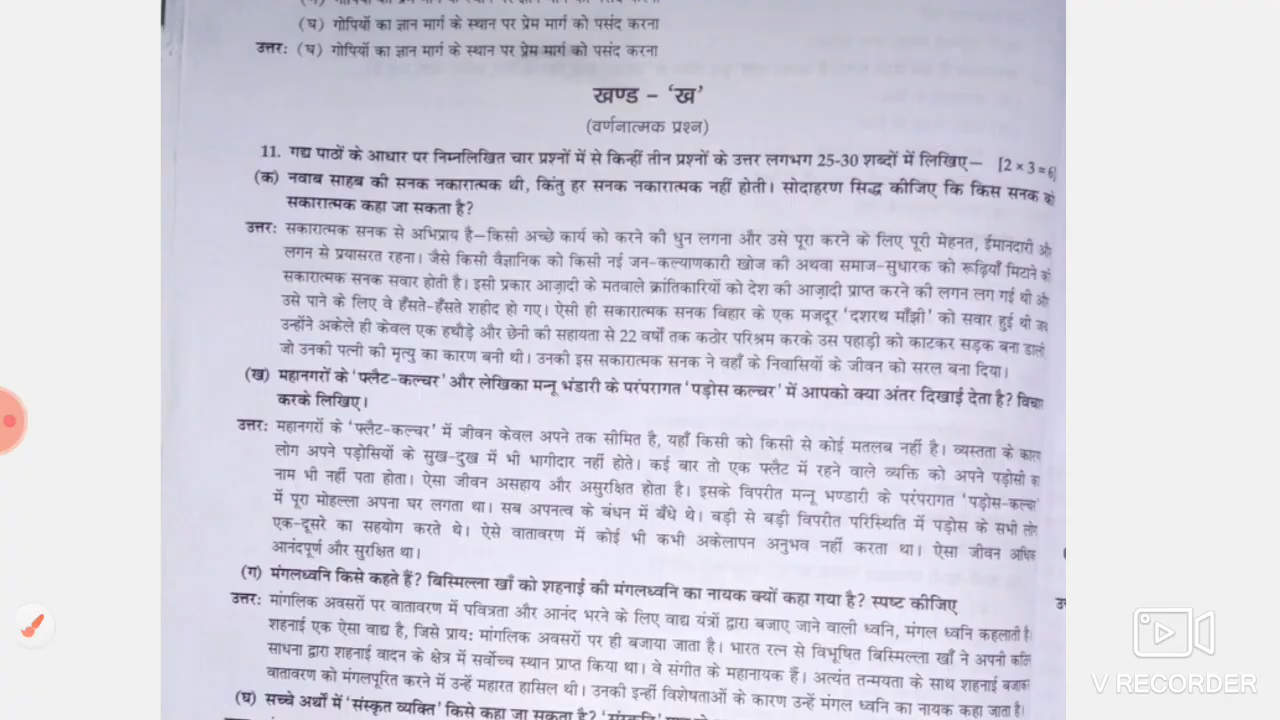 (घ) गोपियों का ज्ञान मार्ग के स्थान पर प्रेम मार्ग को पसंद करना
उत्तरः (घ) गोपियों का ज्ञान मार्ग के स्थान पर प्रेम मार्ग को पसंद करना
खण्ड – ‘ख’
(वर्णनात्मक प्रश्न)
11. गद्य पाठों के आधार पर निम्नलिखित चार प्रश्नों में से किन्हीं तीन प्रश्नों के उत्तर लगभग 25-30 शब्दों में लिखिए– [2 × 3 = 6]
(क) नवाब साहब की सनक नकारात्मक थी, किंतु हर सनक नकारात्मक नहीं होती। सोदाहरण सिद्ध कीजिए कि किस सनक को
सकारात्मक कहा जा सकता है?
उत्तरः सकारात्मक सनक से अभिप्राय है–किसी अच्छे कार्य को करने की धुन लगना और उसे पूरा करने के लिए पूरी मेहनत, ईमानदारी और
लगन से प्रयासरत रहना। जैसे किसी वैज्ञानिक को किसी नई जन-कल्याणकारी खोज की अथवा समाज-सुधारक को रूढ़ियाँ मिटाने की
सकारात्मक सनक सवार होती है। इसी प्रकार आज़ादी के मतवाले क्रांतिकारियों को देश की आज़ादी प्राप्त करने की लगन लग गई थी और
उसे पाने के लिए वे हँसते-हँसते शहीद हो गए। ऐसी ही सकारात्मक सनक बिहार के एक मजदूर ‘दशरथ माँझी’ को सवार हुई थी जब
उन्होंने अकेले ही केवल एक हथौड़े और छेनी की सहायता से 22 वर्षों तक कठोर परिश्रम करके उस पहाड़ी को काटकर सड़क बना डाली
जो उनकी पत्नी की मृत्यु का कारण बनी थी। उनकी इस सकारात्मक सनक ने वहाँ के निवासियों के जीवन को सरल बना दिया।
(ख) महानगरों के ‘फ्लैट-कल्चर’ और लेखिका मन्नू भंडारी के परंपरागत ‘पड़ोस कल्चर’ में आपको क्या अंतर दिखाई देता है? विचार
करके लिखिए।
उत्तरः महानगरों के ‘फ्लैट-कल्चर’ में जीवन केवल अपने तक सीमित है, यहाँ किसी को किसी से कोई मतलब नहीं है। व्यस्तता के कारण
लोग अपने पड़ोसियों के सुख-दुख में भी भागीदार नहीं होते। कई बार तो एक फ्लैट में रहने वाले व्यक्ति को अपने पड़ोसी का
नाम भी नहीं पता होता। ऐसा जीवन असहाय और असुरक्षित होता है। इसके विपरीत मन्नू भण्डारी के परंपरागत ‘पड़ोस-कल्चर’
में पूरा मोहल्ला अपना घर लगता था। सब अपनत्व के बंधन में बँधे थे। बड़ी से बड़ी विपरीत परिस्थिति में पड़ोस के सभी लोग
एक-दूसरे का सहयोग करते थे। ऐसे वातावरण में कोई भी कभी अकेलापन अनुभव नहीं करता था। ऐसा जीवन अधिक
आनंदपूर्ण और सुरक्षित था।
(ग) मंगलध्वनि किसे कहते हैं? बिस्मिल्ला खाँ को शहनाई की मंगलध्वनि का नायक क्यों कहा गया है? स्पष्ट कीजिए
उत्तरः मांगलिक अवसरों पर वातावरण में पवित्रता और आनंद भरने के लिए वाद्य यंत्रों द्वारा बजाए जाने वाली ध्वनि, मंगल ध्वनि कहलाती है।
शहनाई एक ऐसा वाद्य है, जिसे प्रायः मांगलिक अवसरों पर ही बजाया जाता है। भारत रत्न से विभूषित बिस्मिल्ला खाँ ने अपनी
साधना द्वारा शहनाई वादन के क्षेत्र में सर्वोच्च स्थान प्राप्त किया था। वे संगीत के महानायक हैं। अत्यंत तन्मयता के साथ शहनाई बजाकर
वातावरण को मंगलपूरित करने में उन्हें महारत हासिल थी। उनकी इन्हीं विशेषताओं के कारण उन्हें मंगल ध्वनि का नायक कहा जाता है।
(घ) सच्चे अर्थों में ‘संस्कृत व्यक्ति’ किसे कहा जा सकता है?
V RECORDER